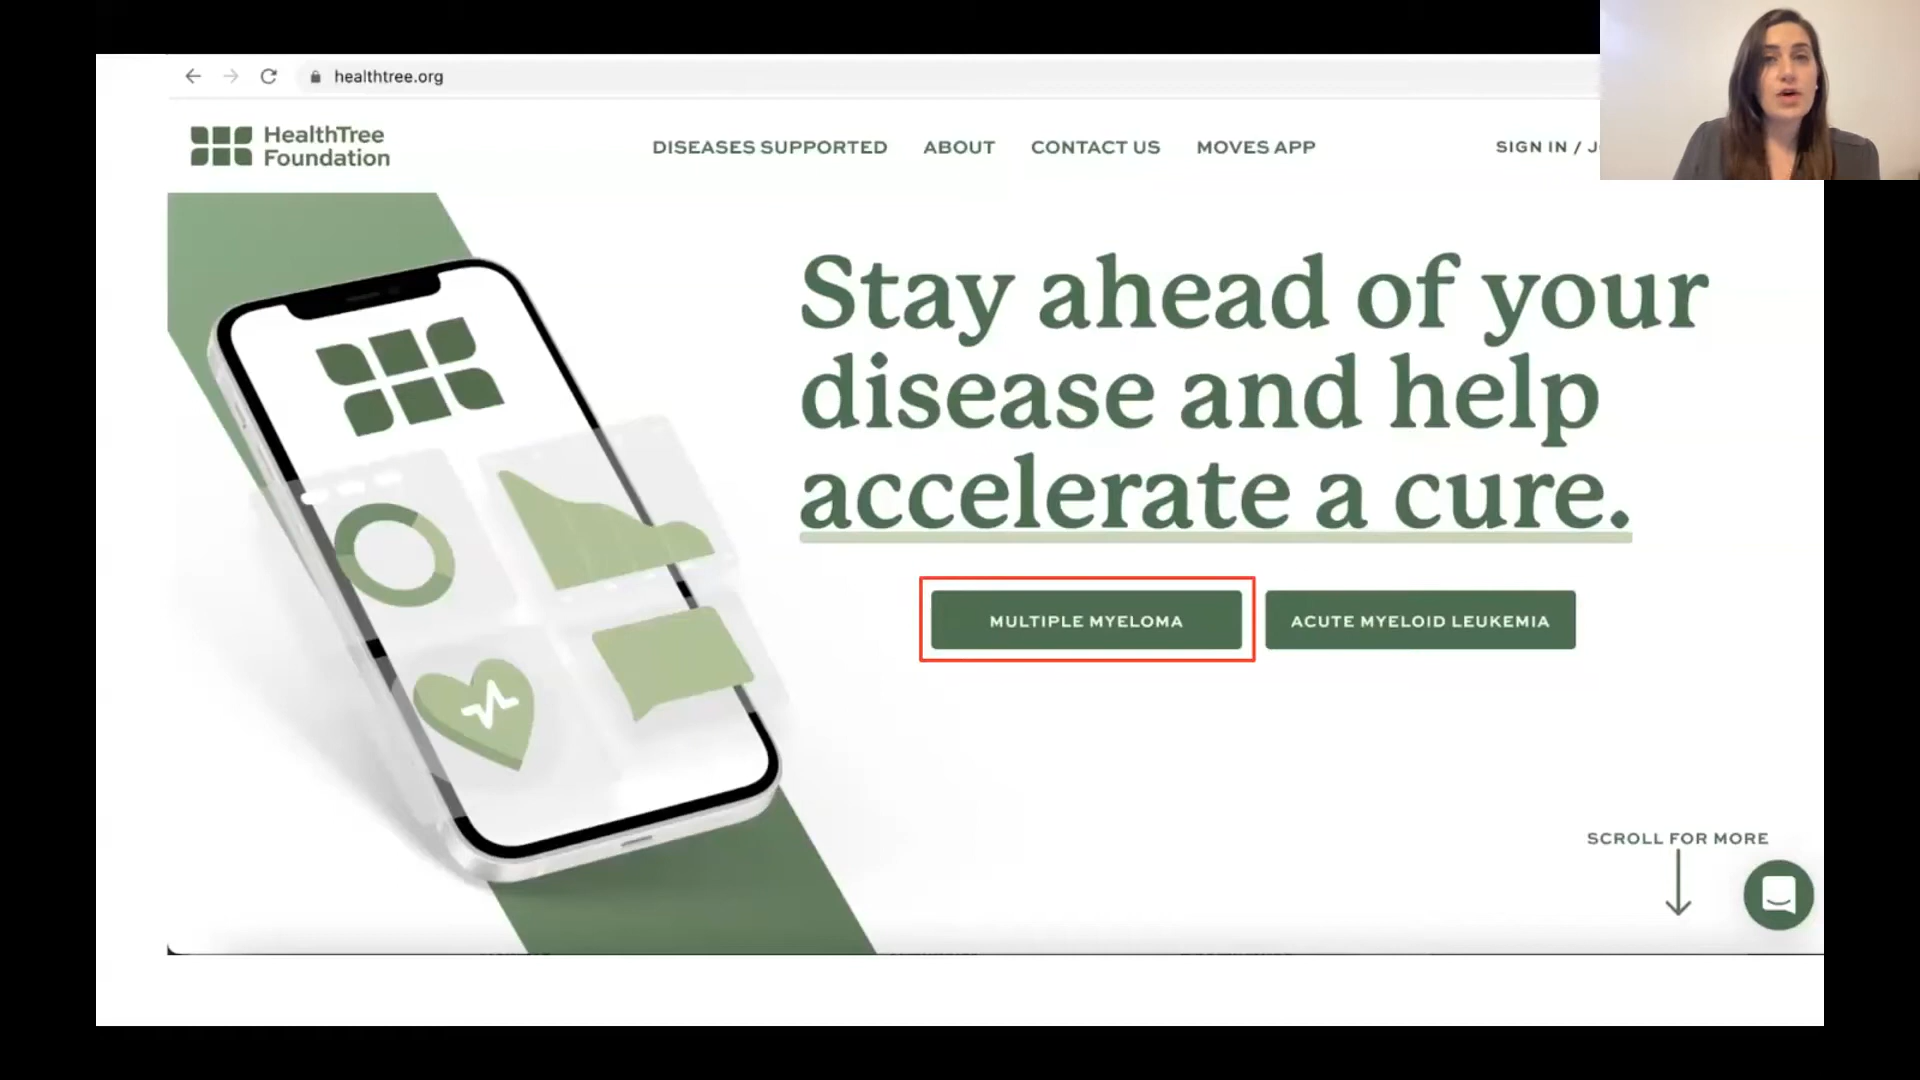 healthtree.org
HealthTree
Foundation
DISEASES SUPPORTED
ABOUT
CONTACT US
MOVES APP
SIGN IN /
Stay ahead of your
disease and help
accelerate a cure.
MULTIPLE MYELOMA
ACUTE MYELOID LEUKEMIA
SCROLL FOR MORE